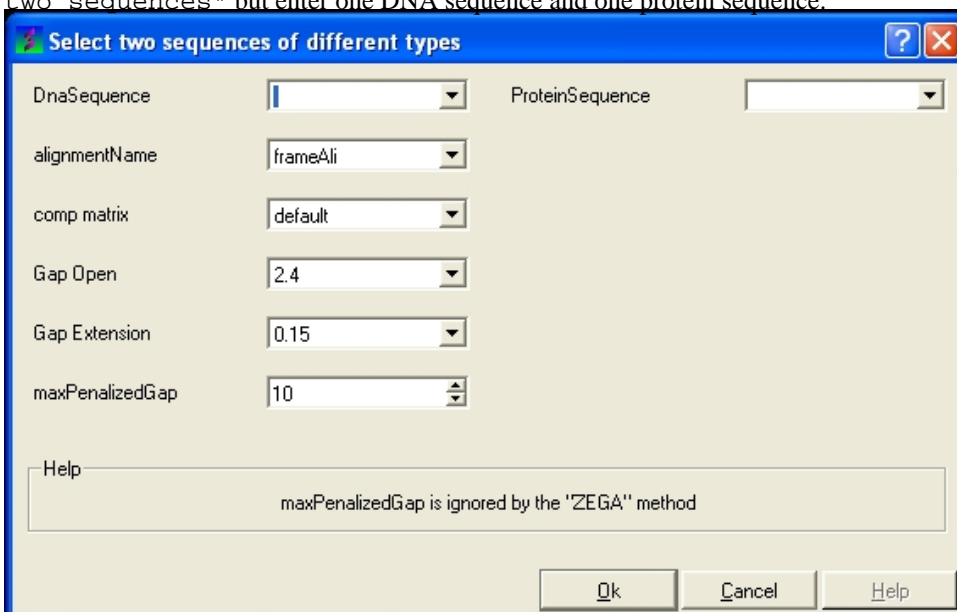 two sequences" but enter one DNA sequence and one protein sequence.
Select two sequences of different types
DnaSequence ProteinSequence
alignmentName frameAli
comp matrix default
Gap Open 2.4
Gap Extension 0.15
maxPenalizedGap 10
Help
maxPenalizedGap is ignored by the "ZEGA" method
Ok Cancel Help